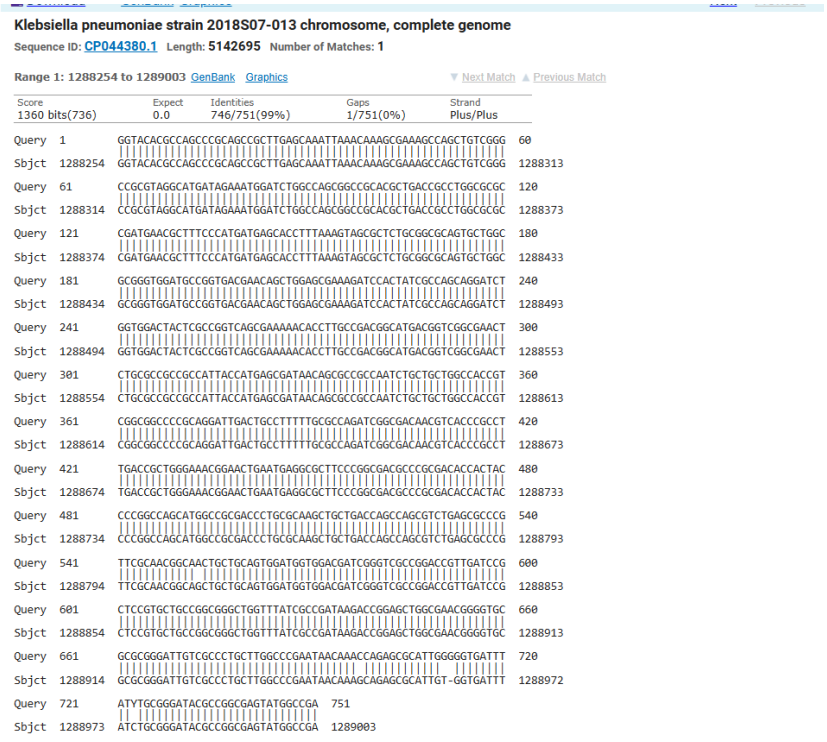 Klebsiella pneumoniae strain 2018S07-013 chromosome, complete genome
Sequence ID: CP044380.1 Length: 5142695 Number of Matches: 1
Range 1: 1288254 to 1289003 GenBank Graphics ▼ Next Match ▲ Previous Match
Score Expect Identities Gaps Strand
1360 bits(736) 0.0 746/751(99%) 1/751(0%) Plus/Plus
Query 1 GGTACACGCCAGCCCGCAGCCGCTTGAGCAAATTAAACAAAGCGAAAGCCAGCTGTCGGG 60
Sbjct 1288254 GGTACACGCCAGCCCGCAGCCGCTTGAGCAAATTAAACAAAGCGAAAGCCAGCTGTCGGG 1288313
Query 61 CCGCGTAGGCATGATAGAAATGGATCTGGCCAGCGGCCGCACGCTGACCGCCTGGCGCGC 120
Sbjct 1288314 CCGCGTAGGCATGATAGAAATGGATCTGGCCAGCGGCCGCACGCTGACCGCCTGGCGCGC 1288373
Query 121 CGATGAACGCTTTCCCATGATGAGCACCTTTAAAGTAGCGCTCTGCGGCGCAGTGCTGGC 180
Sbjct 1288374 CGATGAACGCTTTCCCATGATGAGCACCTTTAAAGTAGCGCTCTGCGGCGCAGTGCTGGC 1288433
Query 181 GCGGGTGGATGCCGGTGACGAACAGCTGGAGCGAAAGATCCACTATCGCCAGCAGGATCT 240
Sbjct 1288434 GCGGGTGGATGCCGGTGACGAACAGCTGGAGCGAAAGATCCACTATCGCCAGCAGGATCT 1288493
Query 241 GGTGGACTACTCGCCGGTCAGCGAAAAACACCTTGCCGACGGCATGACGGTCGGCGAACT 300
Sbjct 1288494 GGTGGACTACTCGCCGGTCAGCGAAAAACACCTTGCCGACGGCATGACGGTCGGCGAACT 1288553
Query 301 CTGCGCCGCCGCCATTACCATGAGCGATAACAGCGCCGCCAATCTGCTGCTGGCCACCGT 360
Sbjct 1288554 CTGCGCCGCCGCCATTACCATGAGCGATAACAGCGCCGCCAATCTGCTGCTGGCCACCGT 1288613
Query 361 CGGCGGCCCCGCAGGATTGACTGCCTTTTTGCGCCAGATCGGCGACAACGTCACCCGCCT 420
Sbjct 1288614 CGGCGGCCCCGCAGGATTGACTGCCTTTTTGCGCCAGATCGGCGACAACGTCACCCGCCT 1288673
Query 421 TGACCGCTGGGAAACGGAACTGAATGAGGCGCTTCCCGGCGACGCCCGCGACACCACTAC 480
Sbjct 1288674 TGACCGCTGGGAAACGGAACTGAATGAGGCGCTTCCCGGCGACGCCCGCGACACCACTAC 1288733
Query 481 CCCGGCCAGCATGGCCGCGACCCTGCGCAAGCTGCTGACCAGCCAGCGTCTGAGCGCCCG 540
Sbjct 1288734 CCCGGCCAGCATGGCCGCGACCCTGCGCAAGCTGCTGACCAGCCAGCGTCTGAGCGCCCG 1288793
Query 541 TTCGCAACGGCAACTGCTGCAGTGGATGGTGGACGATCGGGTCGCCGGACCGTTGATCCG 600
Sbjct 1288794 TTCGCAACGGCAGCTGCTGCAGTGGATGGTGGACGATCGGGTCGCCGGACCGTTGATCCG 1288853
Query 601 CTCCGTGCTGCCGGCGGGCTGGTTTATCGCCGATAAGACCGGAGCTGGCGAACGGGGTGC 660
Sbjct 1288854 CTCCGTGCTGCCGGCGGGCTGGTTTATCGCCGATAAGACCGGAGCTGGCGAACGGGGTGC 1288913
Query 661 GCGCGGGATTGTCGCCCTGCTTGGCCCGAATAACAAACCAGAGCGCATTGGGGGTGATTT 720
Sbjct 1288914 GCGCGGGATTGTCGCCCTGCTTGGCCCGAATAACAAAGCAGAGCGCATTGT-GGTGATTT 1288972
Query 721 ATYTGCGGGATACGCCGGCGAGTATGGCCGA 751
Sbjct 1288973 ATCTGCGGGATACGCCGGCGAGTATGGCCGA 1289003